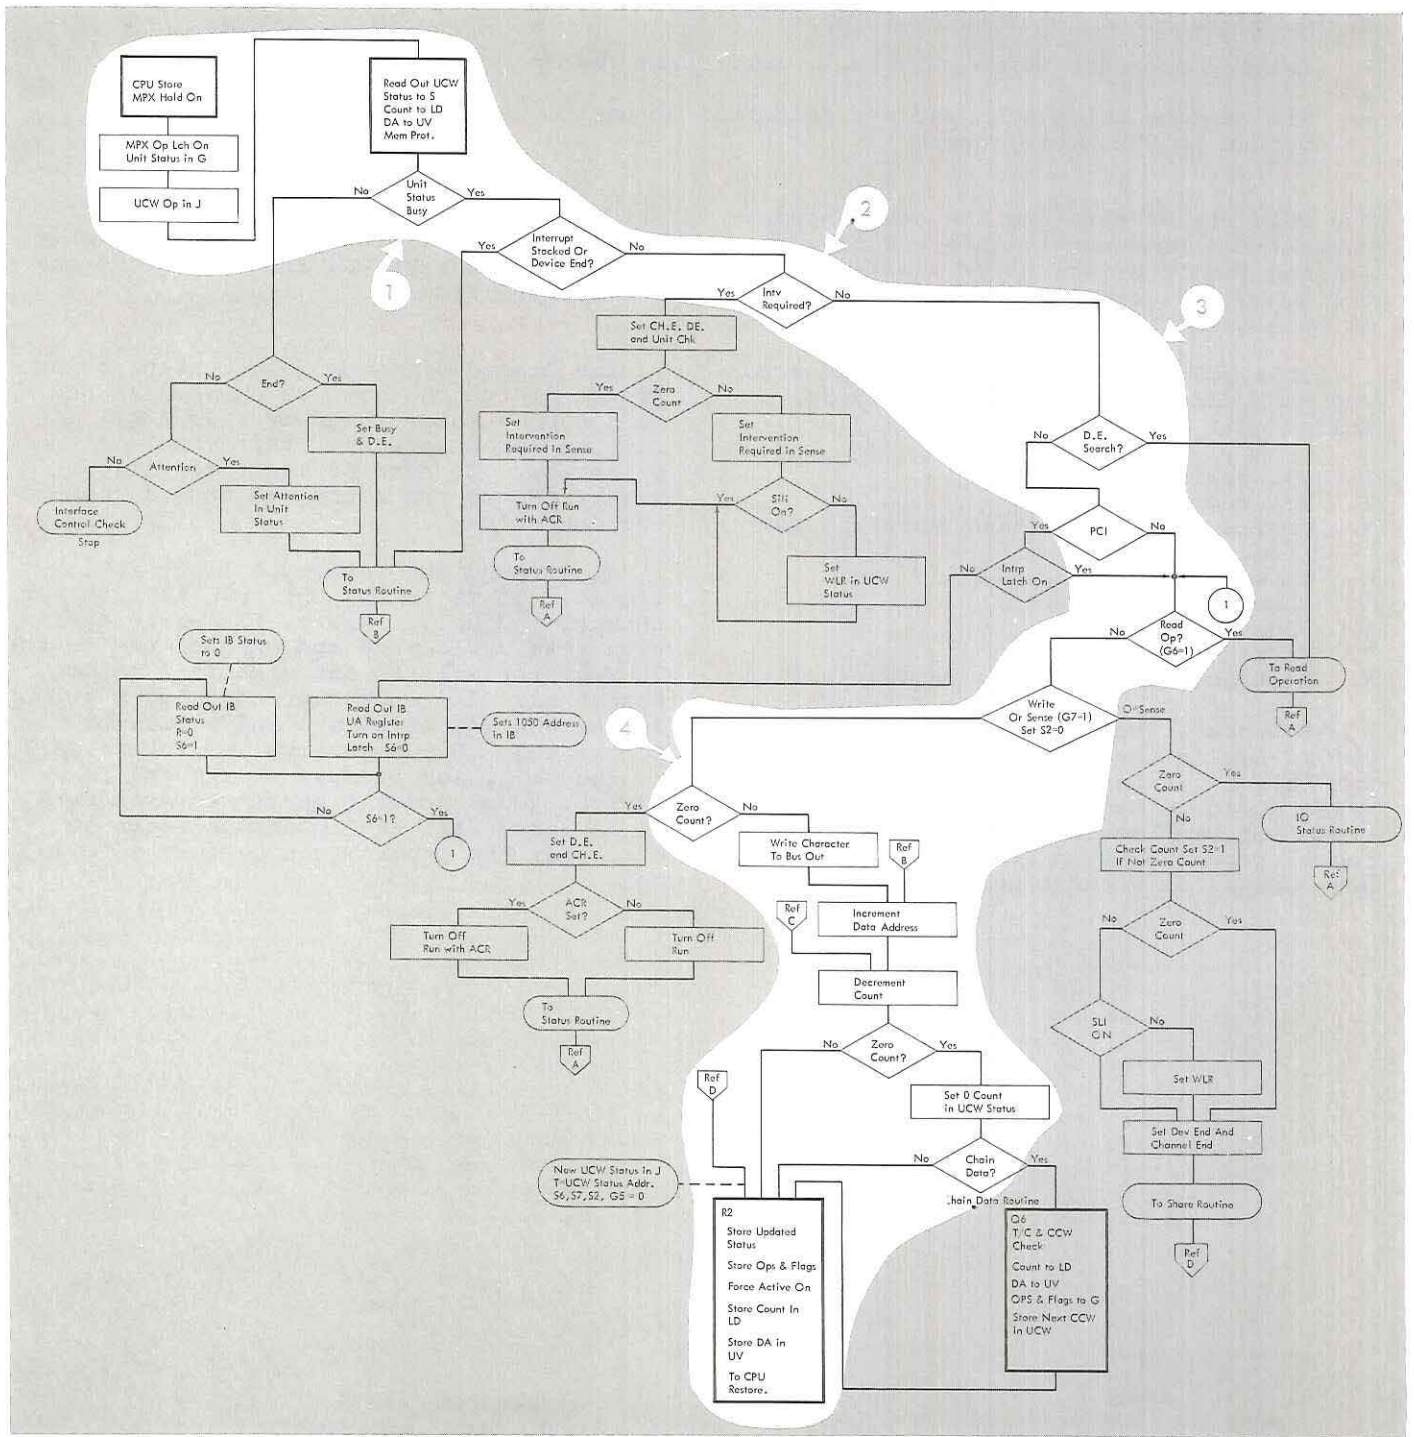 CPU Store
MPX Hold On
MPX Op Lch On
Unit Status in G
UCW Op in J
Read Out UCW
Status to S
Count to LD
DA to UV
Mem Prot.
No
Unit
Status
Busy
Yes
1
2
Yes
Interrupt
Stacked Or
Device End?
No
Yes
Intv
Required?
No
3
Set CH.E. DE.
and Unit Chk
Yes
Zero
Count
No
Set
Intervention
Required in Sense
Set
Intervention
Required in Sense
Turn Off Run
with ACR
Yes
Sili
On?
No
To
Status Routine
Ref
A
Set
WLR in UCW
Status
No
End?
Yes
Set Busy
& D.E.
No
Attention
Yes
Interface
Control Check
Stop
Set Attention
In Unit
Status
To
Status Routine
Ref
B
No
D.E.
Search?
Yes
Yes
PCI
No
No
Intrp
Latch On
Yes
1
No
Read
Op?
(G6=1)
Yes
To Read
Operation
Ref
A
Sets IB Status
to 0
Read Out IB
Status
R=0
S6=1
Read Out IB
UA Register
Turn on Intrp
Latch S6=0
Sets 1050 Address
in IB
No
S6=1?
Yes
1
4
Write
Or Sense (G7=1)
Set S2=0
0=Sense
Zero
Count
Yes
No
IO
Status Routine
Ref
A
Check Count Set S2=1
If Not Zero Count
No
Zero
Count
Yes
SLI
ON
No
Set WLR
Set Dev End And
Channel End
To Share Routine
Ref
D
Yes
Zero
Count?
No
Set D.E.
and CH.E.
Yes
ACR
Set?
No
Turn Off
Run with ACR
Turn Off
Run
To
Status Routine
Ref
A
Write Character
To Bus Out
Ref
B
Ref
C
Increment
Data Address
Decrement
Count
No
Zero
Count?
Yes
Set 0 Count
in UCW Status
Ref
D
No
Chain
Data?
Yes
New UCW Status in J
T=UCW Status Addr.
S6,S7,S2, G5 = 0
R2
Store Updated
Status
Store Ops & Flags
Force Active On
Store Count In
LD
Store DA in
UV
To CPU
Restore.
Chain Data Routine
Q6
T/C & CCW
Check
Count to LD
DA to UV
OPS & Flags to G
Store Next CCW
in UCW